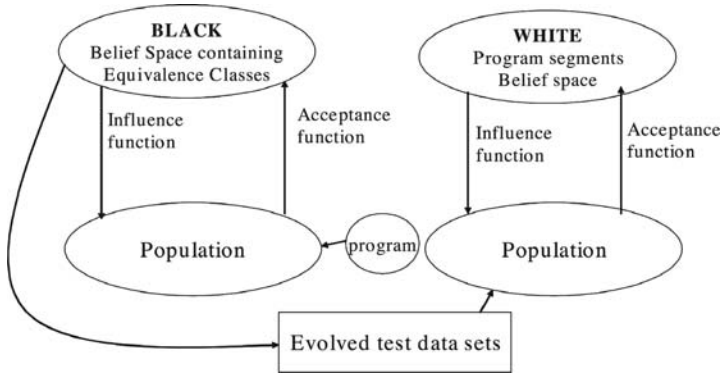 BLACK
Belief Space containing
Equivalence Classes
WHITE
Program segments
Belief space
Influence
function
Acceptance
function
Influence
function
Acceptance
function
Population
program
Population
Evolved test data sets